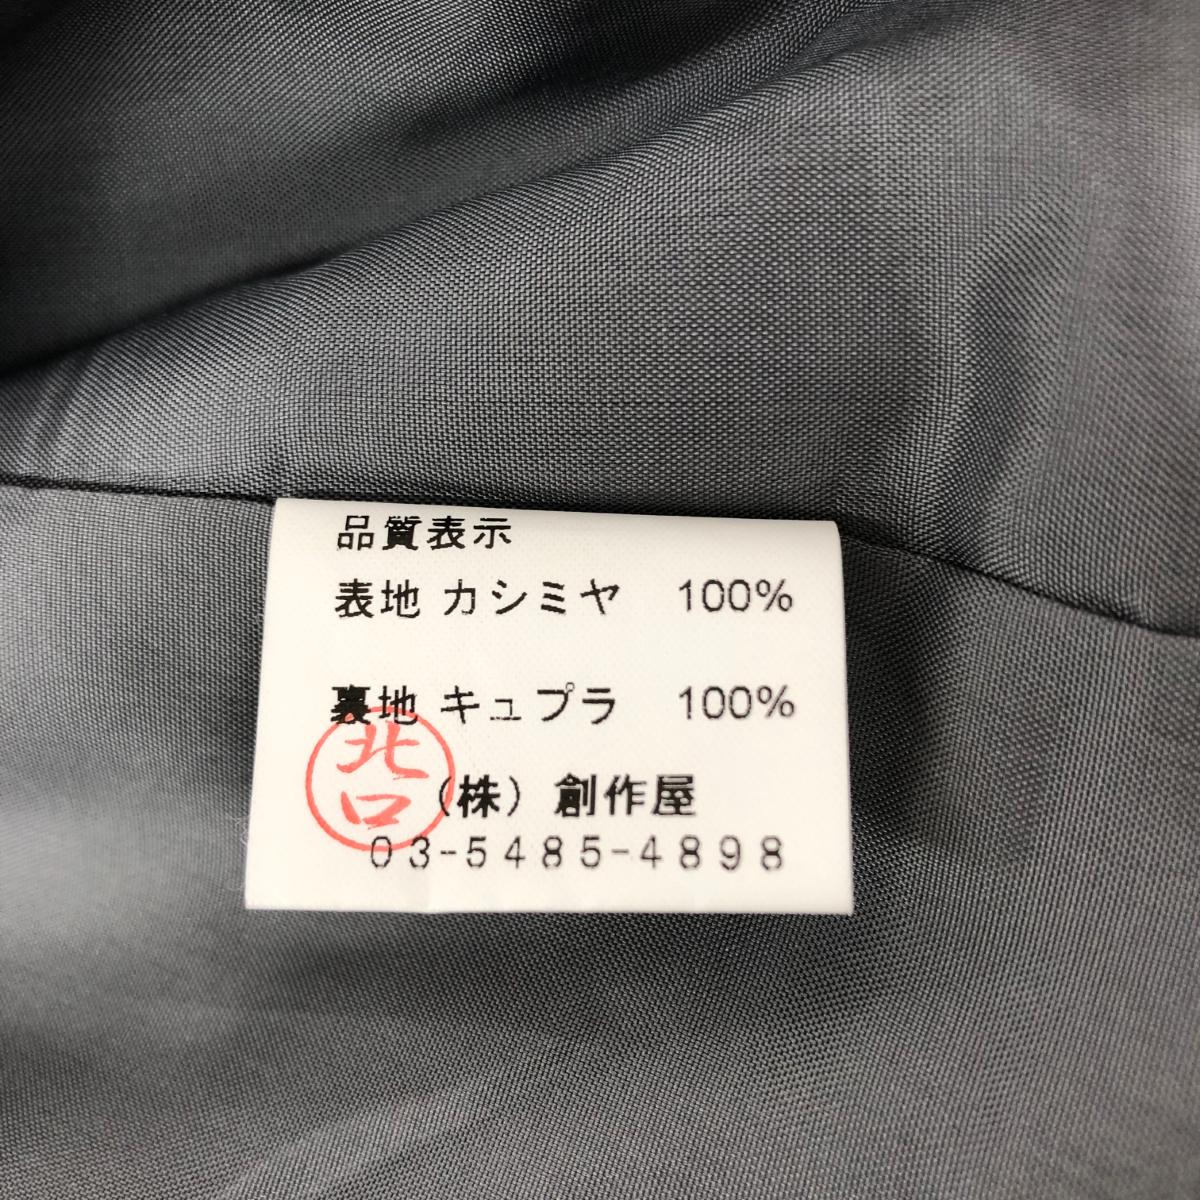 品質表示
表地 カシミヤ 100%
裏地 キュプラ 100%
北口
(株) 創作屋
03-5485-4898